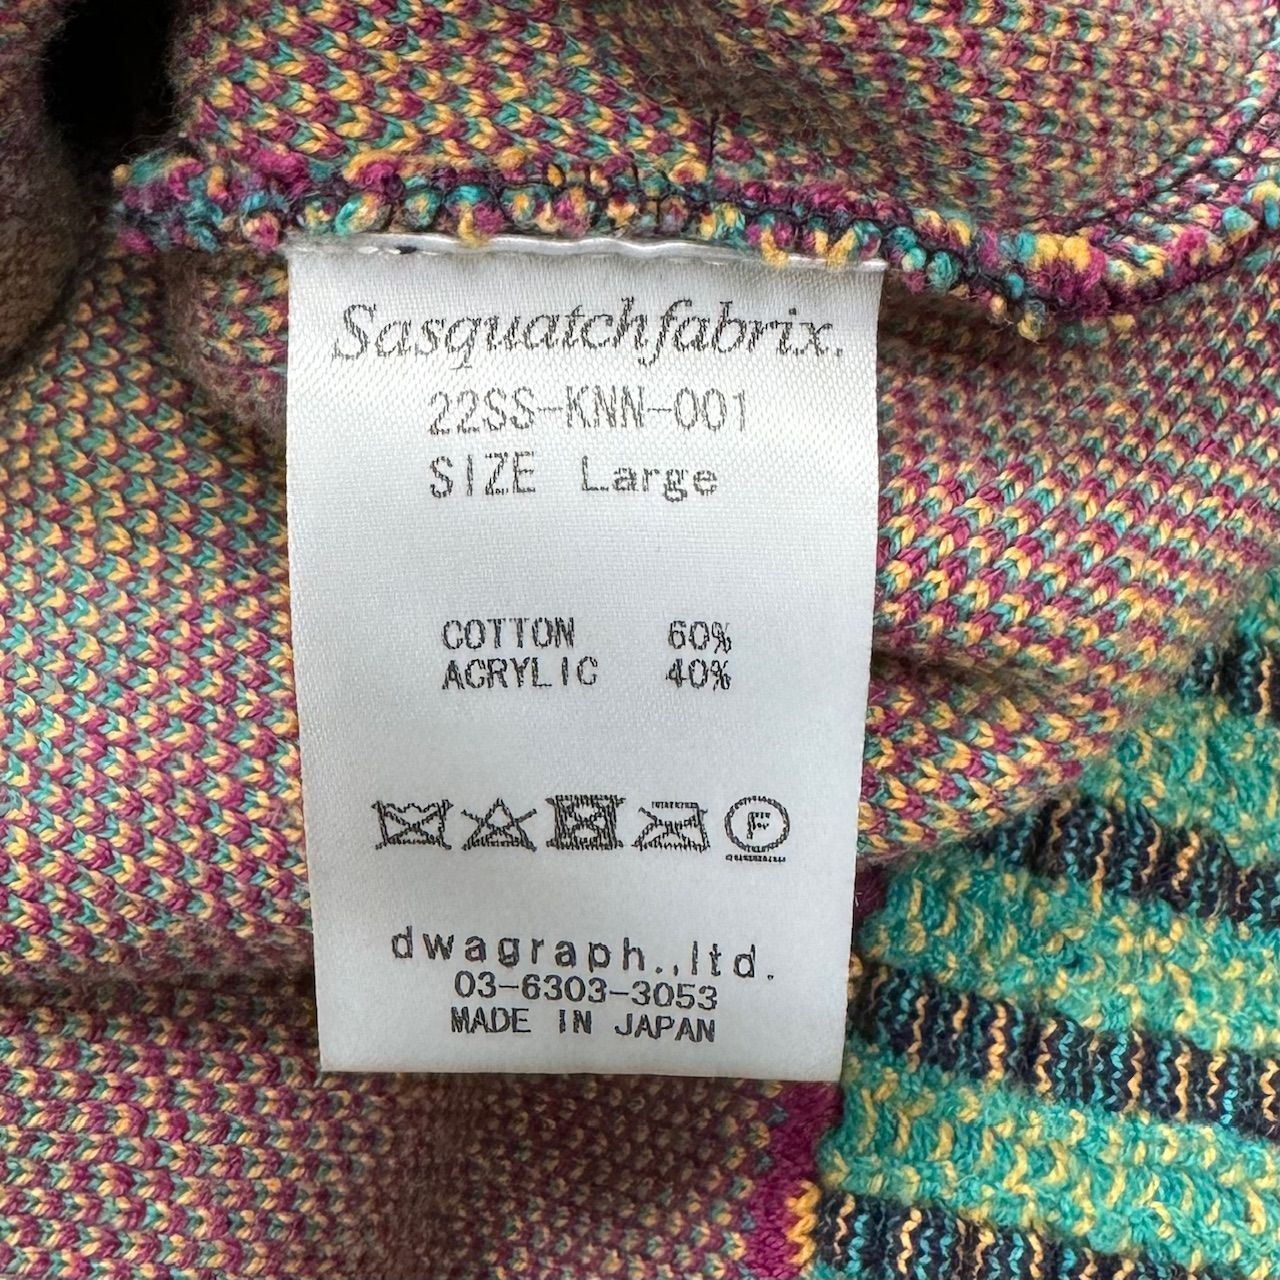 Sasquatchfabrix.
22SS-KNN-001
SIZE Large
COTTON 60%
ACRYLIC 40%
F
dwagraph.,ltd.
03-6303-3053
MADE IN JAPAN